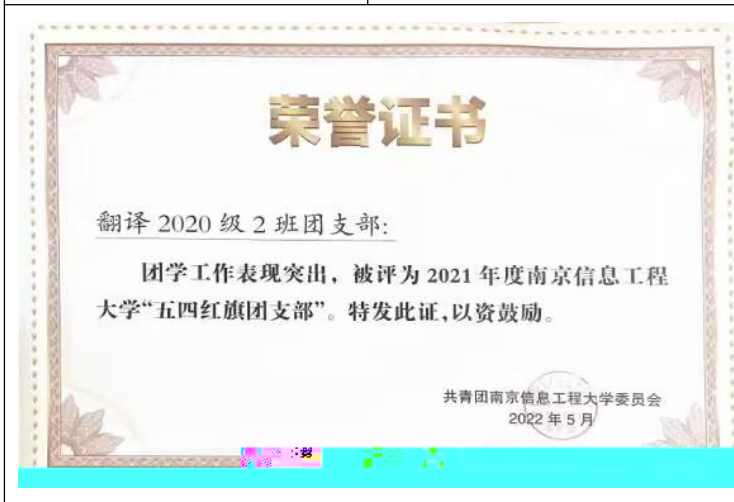 荣誉证书
翻译 2020 级 2 班团支部:
团学工作表现突出，被评为 2021 年度南京信息工程
大学“五四红旗团支部”。特发此证,以资鼓励。
共青团南京信息工程大学委员会
2022 年 5 月